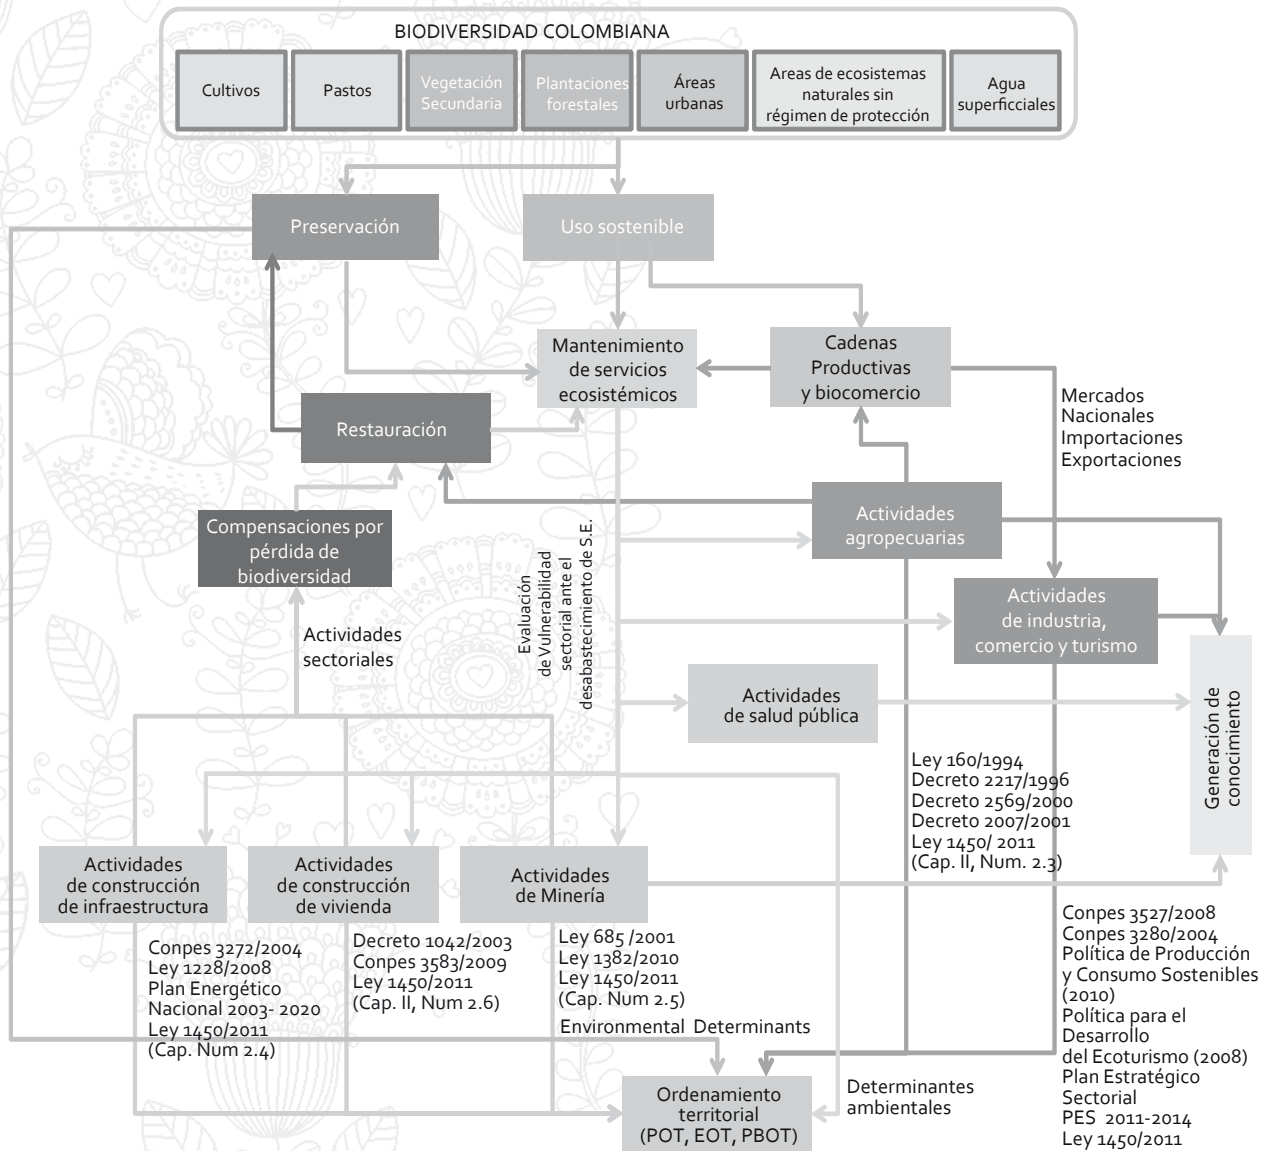 BIODIVERSIDAD COLOMBIANA
Cultivos
Pastos
Vegetación
Secundaria
Plantaciones
forestales
Áreas
urbanas
Areas de ecosistemas
naturales sin
régimen de protección
Agua
superficciales
Preservación
Uso sostenible
Mantenimiento
de servicios
ecosistémicos
Cadenas
Productivas
y biocomercio
Mercados
Nacionales
Importaciones
Exportaciones
Restauración
Compensaciones por
pérdida de
biodiversidad
Actividades
agropecuarias
Evaluación
de Vulnerabilidad
sectorial ante el
desabastecimiento de S.E.
Actividades
de industria,
comercio y turismo
Actividades
sectoriales
Actividades
de salud pública
Generación de
conocimiento
Ley 160/1994
Decreto 2217/1996
Decreto 2569/2000
Decreto 2007/2001
Ley 1450/ 2011
(Cap. II, Num. 2.3)
Actividades
de construcción
de infraestructura
Actividades
de construcción
de vivienda
Actividades
de Minería
Conpes 3272/2004
Ley 1228/2008
Plan Energético
Nacional 2003- 2020
Ley 1450/2011
(Cap. Num 2.4)
Decreto 1042/2003
Conpes 3583/2009
Ley 1450/2011
(Cap. II, Num 2.6)
Ley 685 /2001
Ley 1382/2010
Ley 1450/2011
(Cap. Num 2.5)
Conpes 3527/2008
Conpes 3280/2004
Política de Producción
y Consumo Sostenibles
(2010)
Política para el
Desarrollo
del Ecoturismo (2008)
Plan Estratégico
Sectorial
PES 2011-2014
Ley 1450/2011
Environmental Determinants
Ordenamiento
territorial
(POT, EOT, PBOT)
Determinantes
ambientales